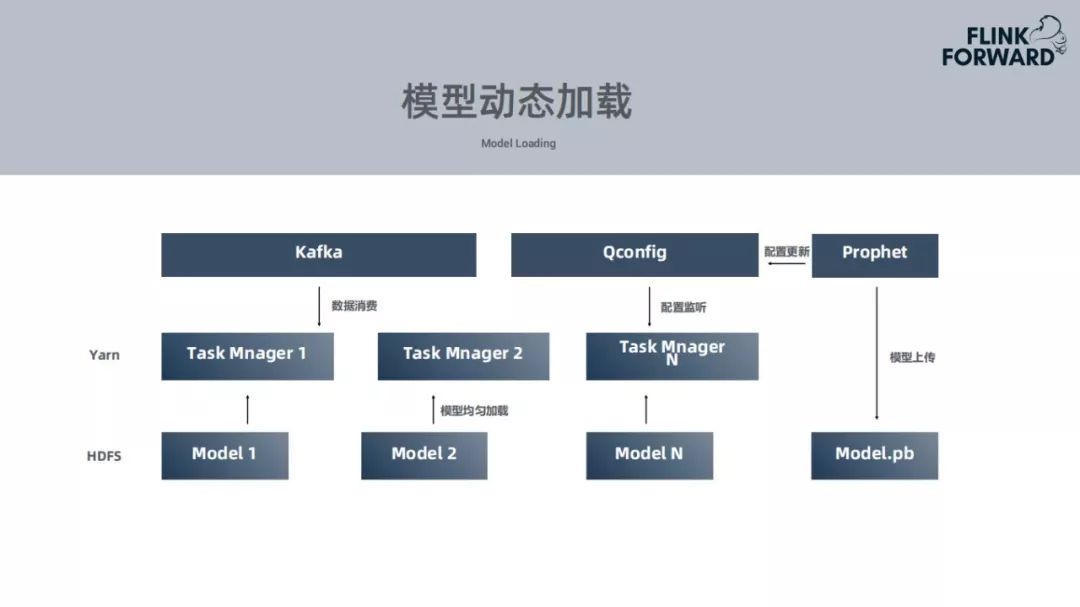 FLINK
FORWARD
模型动态加载
Model Loading
Kafka
Qconfig
配置更新
Prophet
数据消费
配置监听
Yarn
Task Mnager 1
Task Mnager 2
Task Mnager
N
模型上传
模型均匀加载
HDFS
Model 1
Model 2
Model N
Model.pb